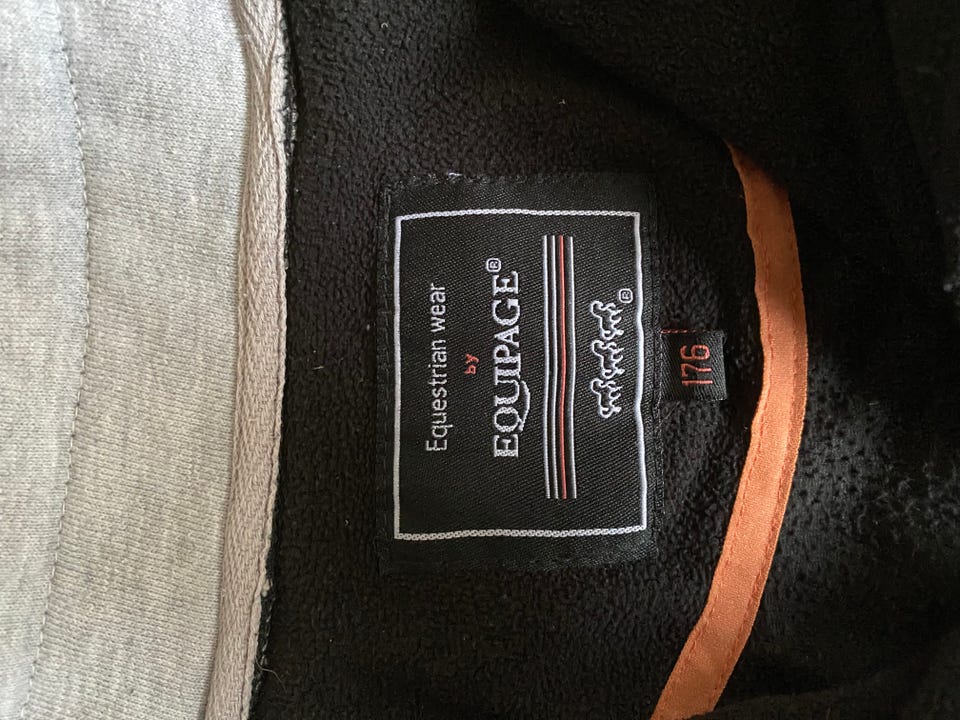 Equestrian wear
by
EQUIPAGE®
®
176